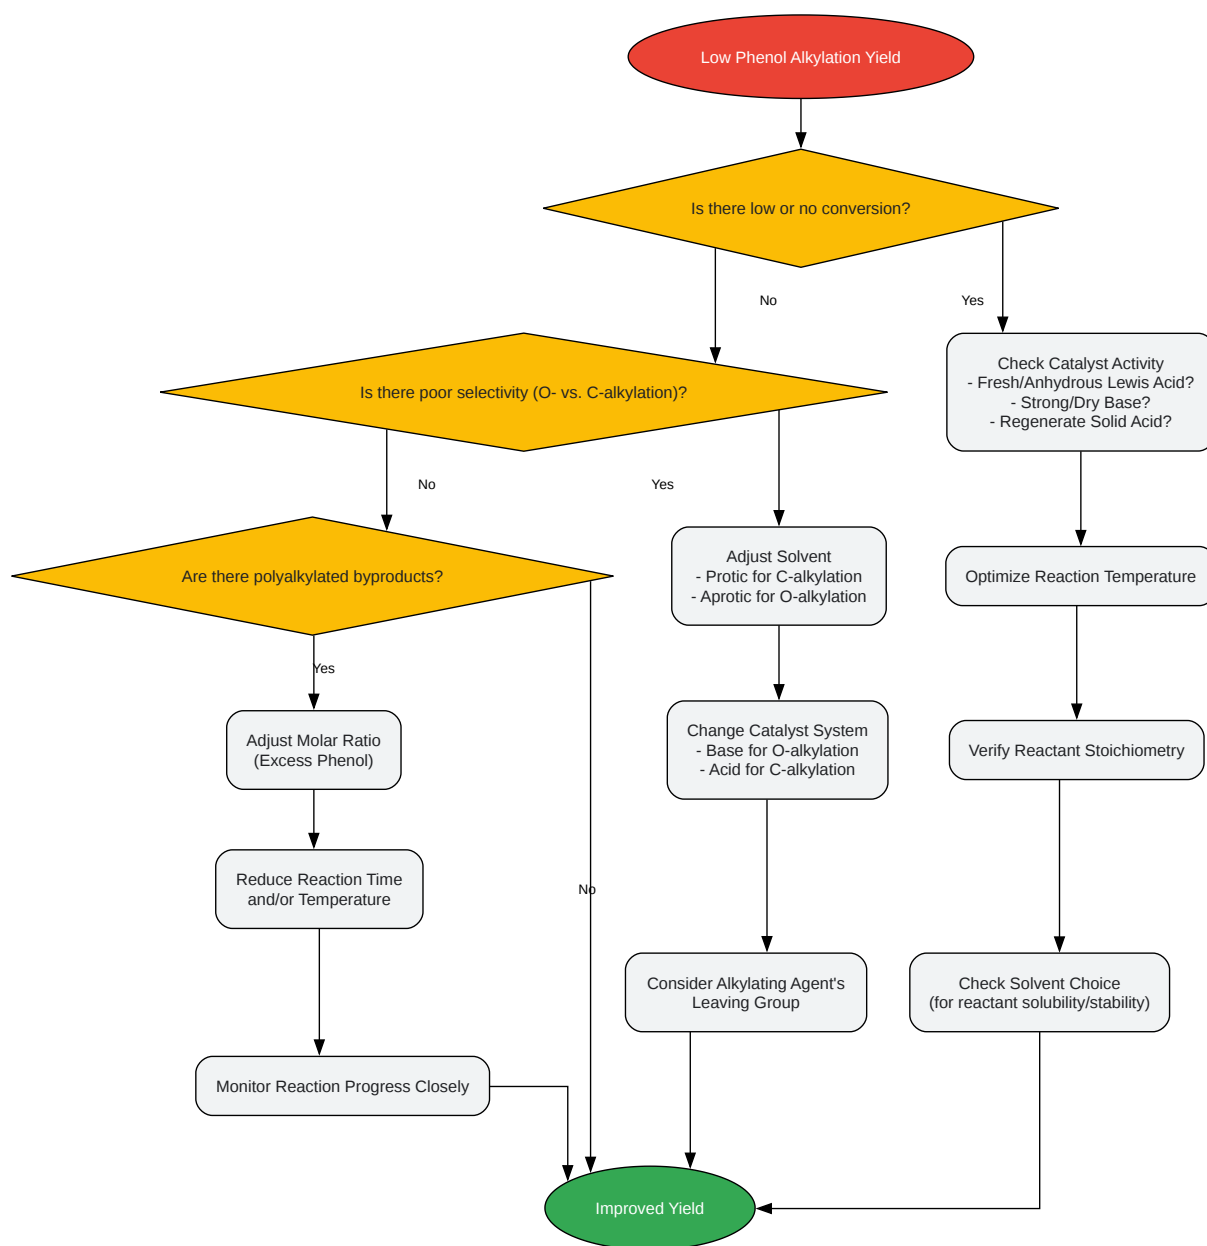 Low Phenol Alkylation Yield
Is there low or no conversion?
No
Yes
Is there poor selectivity (O- vs. C-alkylation)?
Check Catalyst Activity
- Fresh/Anhydrous Lewis Acid?
- Strong/Dry Base?
- Regenerate Solid Acid?
No
Yes
Are there polyalkylated byproducts?
Adjust Solvent
- Protic for C-alkylation
- Aprotic for O-alkylation
Optimize Reaction Temperature
Yes
Adjust Molar Ratio
(Excess Phenol)
Change Catalyst System
- Base for O-alkylation
- Acid for C-alkylation
Verify Reactant Stoichiometry
Reduce Reaction Time
and/or Temperature
No
Consider Alkylating Agent's
Leaving Group
Check Solvent Choice
(for reactant solubility/stability)
Monitor Reaction Progress Closely
Improved Yield